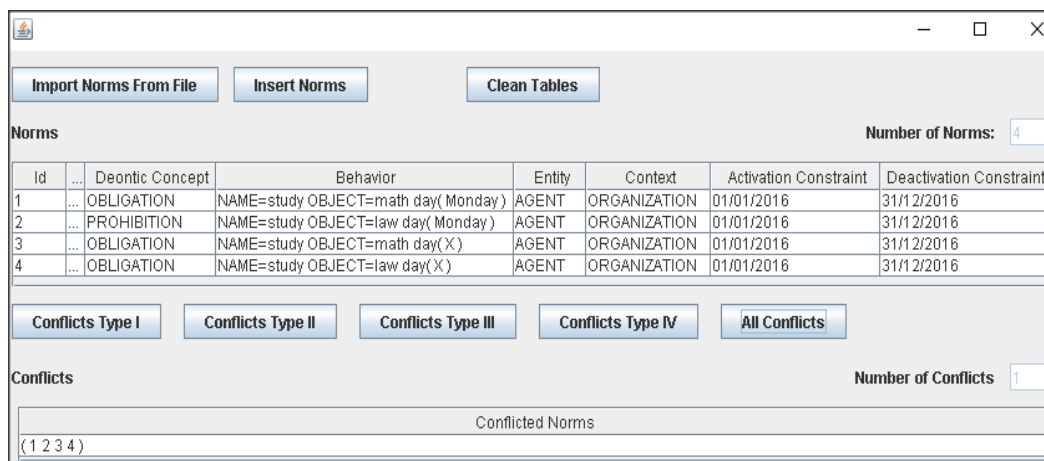 Import Norms From File Insert Norms Clean Tables
Norms Number of Norms: 4
Id ... Deontic Concept Behavior Entity Context Activation Constraint Deactivation Constraint
1 ... OBLIGATION NAME=study OBJECT=math day( Monday ) AGENT ORGANIZATION 01/01/2016 31/12/2016
2 ... PROHIBITION NAME=study OBJECT=law day( Monday ) AGENT ORGANIZATION 01/01/2016 31/12/2016
3 ... OBLIGATION NAME=study OBJECT=math day( X ) AGENT ORGANIZATION 01/01/2016 31/12/2016
4 ... OBLIGATION NAME=study OBJECT=law day( X ) AGENT ORGANIZATION 01/01/2016 31/12/2016
Conflicts Type I Conflicts Type II Conflicts Type III Conflicts Type IV All Conflicts
Conflicts Number of Conflicts 1
Conflicted Norms
( 1 2 3 4 )